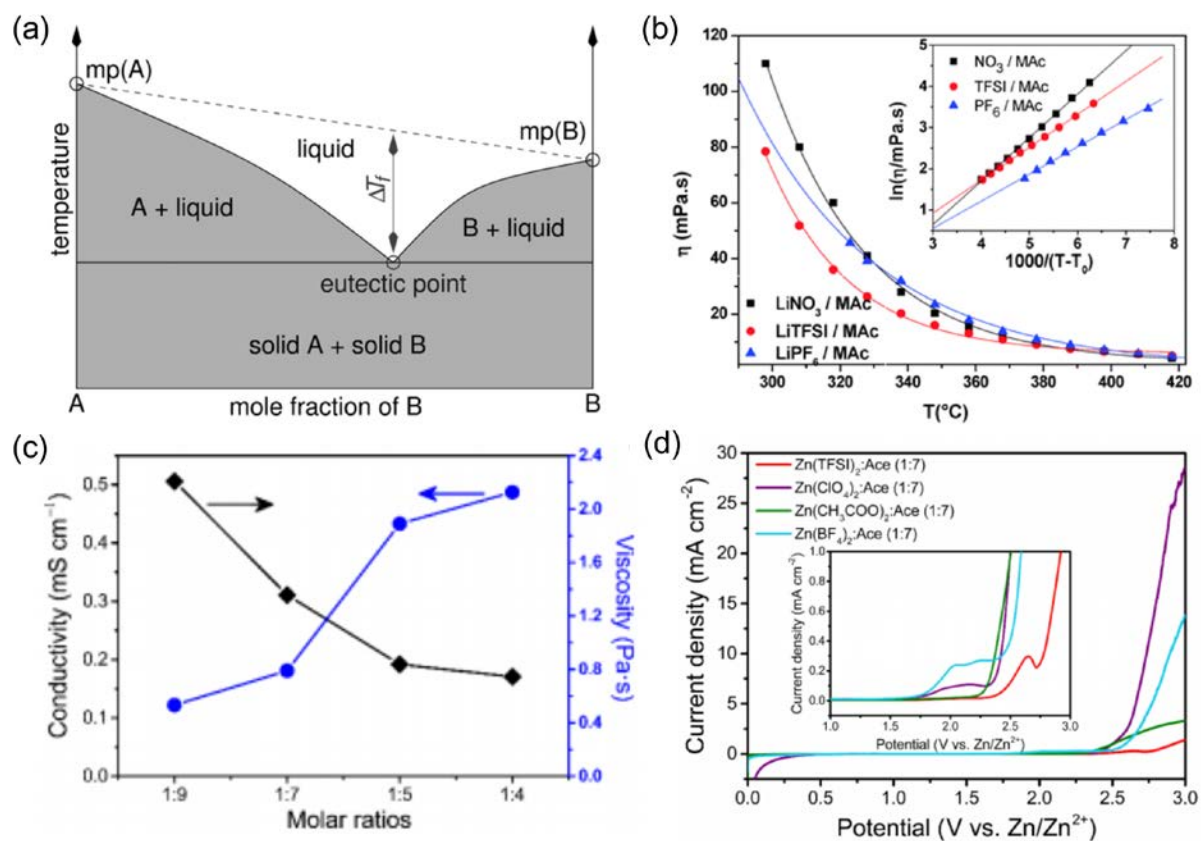 (a)
mp(A)
mp(B)
liquid
ΔT̄f
A + liquid
B + liquid
eutectic point
solid A + solid B
temperature
A
mole fraction of B
B
(b)
120
100
80
60
40
20
η (mPa.s)
300 320 340 360 380 400 420
T(°C)
LiNO₃ / MAc
LiTFSI / MAc
LiPF₆ / MAc
NO₃ / MAc
TFSI / MAc
PF₆ / MAc
ln(η/mPa.s)
5
4
3
2
1
0
3 4 5 6 7 8
1000/(T-T₀)
(c)
0.5
0.4
0.3
0.2
0.1
0.0
Conductivity (mS cm⁻¹)
2.4
2.0
1.6
1.2
0.8
0.4
0.0
Viscosity (Pa·s)
1:9 1:7 1:5 1:4
Molar ratios
(d)
Zn(TFSI)₂:Ace (1:7)
Zn(ClO₄)₂:Ace (1:7)
Zn(CH₃COO)₂:Ace (1:7)
Zn(BF₄)₂:Ace (1:7)
30
25
20
15
10
5
0
Current density (mA cm⁻²)
0.0 0.5 1.0 1.5 2.0 2.5 3.0
Potential (V vs. Zn/Zn²⁺)
1.0
0.8
0.6
0.4
0.2
0.0
Current density (mA cm⁻²)
1.0 1.5 2.0 2.5 3.0
Potential (V vs. Zn/Zn²⁺)